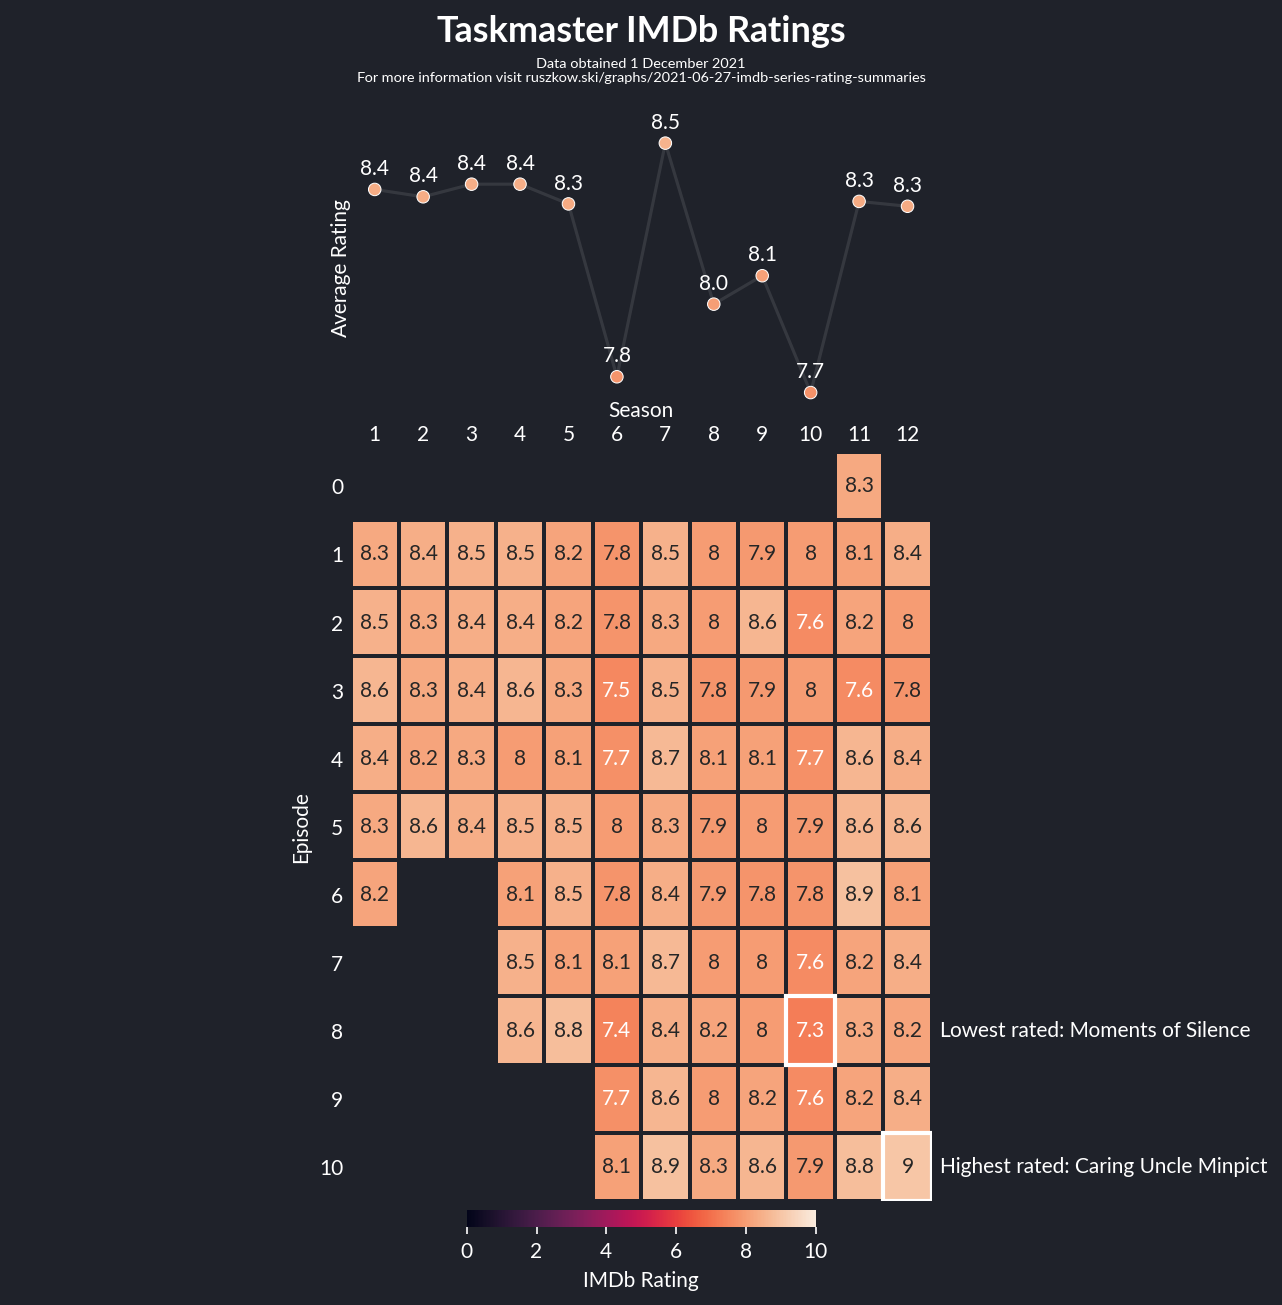 Taskmaster IMDb Ratings
Data obtained 1 December 2021
For more information visit ruszkow.ski/graphs/2021-06-27-imdb-series-rating-summaries
Average Rating
8.4 8.4 8.4 8.4 8.3 7.8 8.5 8.0 8.1 7.7 8.3 8.3
Season
1 2 3 4 5 6 7 8 9 10 11 12
Episode
0 8.3
1 8.3 8.4 8.5 8.5 8.2 7.8 8.5 8 7.9 8 8.1 8.4
2 8.5 8.3 8.4 8.4 8.2 7.8 8.3 8 8.6 7.6 8.2 8
3 8.6 8.3 8.4 8.6 8.3 7.5 8.5 7.8 7.9 8 7.6 7.8
4 8.4 8.2 8.3 8 8.1 7.7 8.7 8.1 8.1 7.7 8.6 8.4
5 8.3 8.6 8.4 8.5 8.5 8 8.3 7.9 8 7.9 8.6 8.6
6 8.2 8.1 8.5 7.8 8.4 7.9 7.8 7.8 8.9 8.1
7 8.5 8.1 8.1 8.7 8 8 7.6 8.2 8.4
8 8.6 8.8 7.4 8.4 8.2 8 7.3 8.3 8.2 Lowest rated: Moments of Silence
9 7.7 8.6 8 8.2 7.6 8.2 8.4
10 8.1 8.9 8.3 8.6 7.9 8.8 9 Highest rated: Caring Uncle Minpict
0 2 4 6 8 10
IMDb Rating